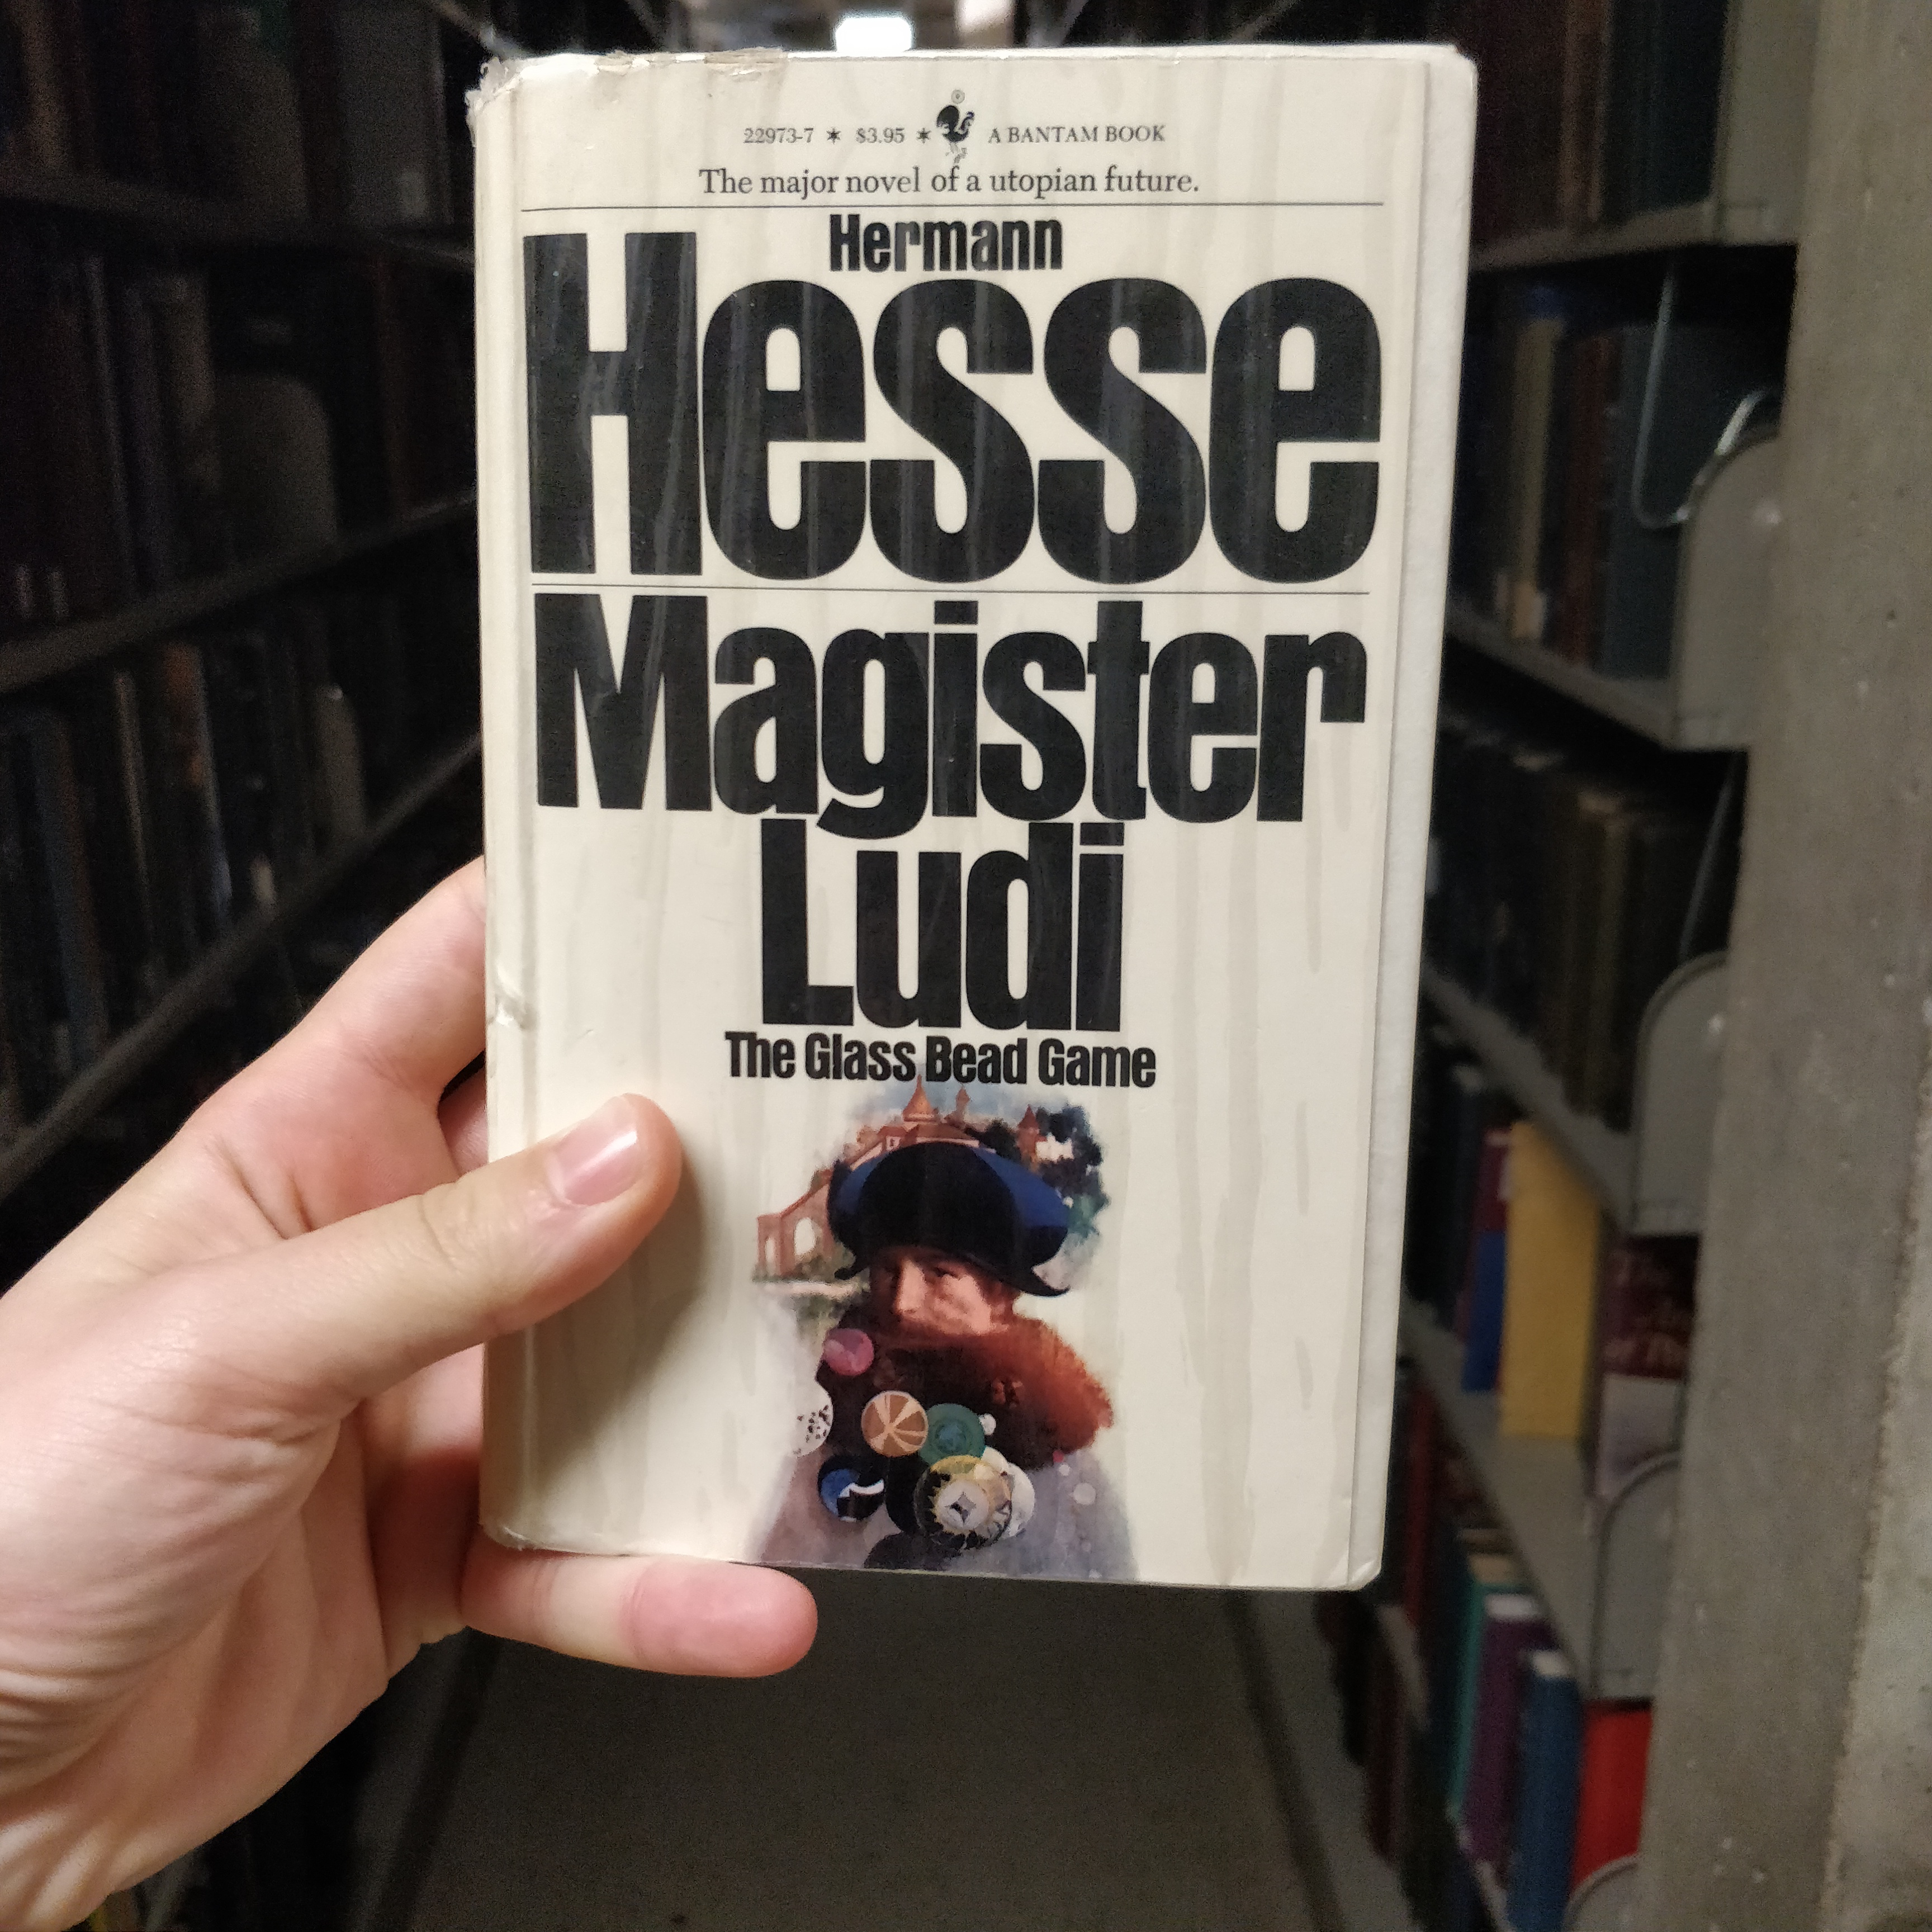 22973-7 * $3.95 * A BANTAM BOOK
The major novel of a utopian future.
Hermann
Hesse
Magister
Ludi
The Glass Bead Game